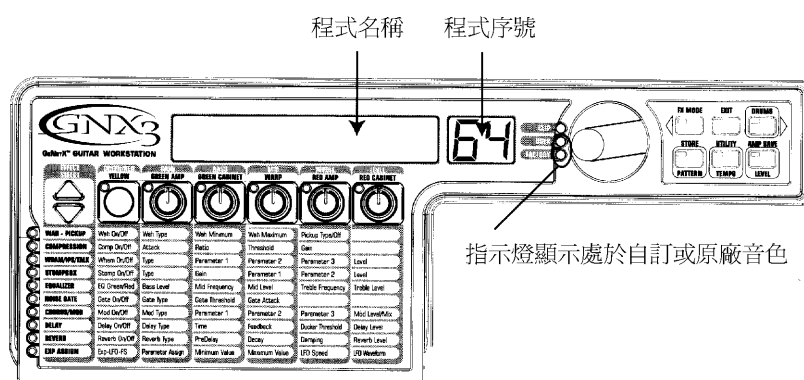 程式名稱 程式序號
GNX3
GeNetX™ GUITAR WORKSTATION
64
FX MODE EXIT DRUMS
STORE UTILITY AMP SAVE
PATTERN TEMPO LEVEL
YELLOW GREEN AMP GREEN CABINET WARP RED AMP RED CABINET
指示燈顯示處於自訂或原廠音色
WAH - PICKUP Wah On/Off Wah Type Wah Minimum Wah Maximum Pickup Type/Off
COMPRESSION Comp On/Off Attack Ratio Threshold Gain
WHAMMY/IPS/TALK Wham On/Off Type Parameter 1 Parameter 2 Parameter 3 Level
STOMPBOX Stomp On/Off Type Gain Parameter 1 Parameter 2 Level
EQUALIZER EQ Green/Red Bass Level Mid Frequency Mid Level Treble Frequency Treble Level
NOISE GATE Gate On/Off Gate Type Gate Threshold Gate Attack
CHORUS/MOD Mod On/Off Mod Type Parameter 1 Parameter 2 Parameter 3 Mod Level/Mix
DELAY Delay On/Off Delay Type Time Feedback Ducker Threshold Delay Level
REVERB Reverb On/Off Reverb Type PreDelay Decay Damping Reverb Level
EXP ASSIGN Exp-LFO-FS Parameter Assign Minimum Value Maximum Value LFO Speed LFO Waveform